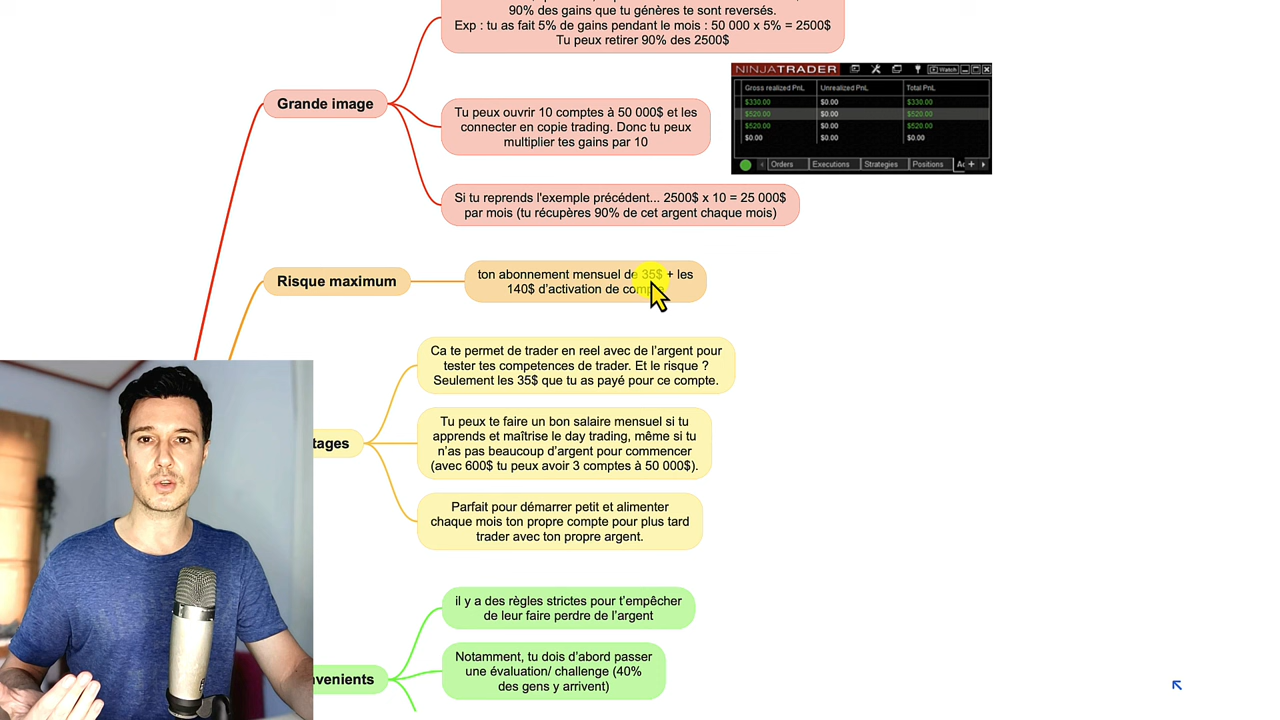 90% des gains que tu génères te sont reversés.
Exp : tu as fait 5% de gains pendant le mois : 50 000 x 5% = 2500$
Tu peux retirer 90% des 2500$
Grande image
Tu peux ouvrir 10 comptes à 50 000$ et les
connecter en copie trading. Donc tu peux
multiplier tes gains par 10
NINJATRADER
Watch
Gross realized PnL Unrealized PnL Total PnL
$330.00 $0.00 $330.00
$520.00 $0.00 $520.00
$520.00 $0.00 $520.00
$0.00 $0.00 $0.00
Orders Executions Strategies Positions Ac
Si tu reprends l'exemple précédent... 2500$ x 10 = 25 000$
par mois (tu récupères 90% de cet argent chaque mois)
Risque maximum
ton abonnement mensuel de 35$ + les
140$ d'activation de
Ca te permet de trader en reel avec de l'argent pour
tester tes competences de trader. Et le risque ?
Seulement les 35$ que tu as payé pour ce compte.
tages
Tu peux te faire un bon salaire mensuel si tu
apprends et maîtrise le day trading, même si tu
n'as pas beaucoup d'argent pour commencer
(avec 600$ tu peux avoir 3 comptes à 50 000$).
Parfait pour démarrer petit et alimenter
chaque mois ton propre compte pour plus tard
trader avec ton propre argent.
il y a des règles strictes pour t'empêcher
de leur faire perdre de l'argent
nvenients
Notamment, tu dois d'abord passer
une évaluation/ challenge (40%
des gens y arrivent)